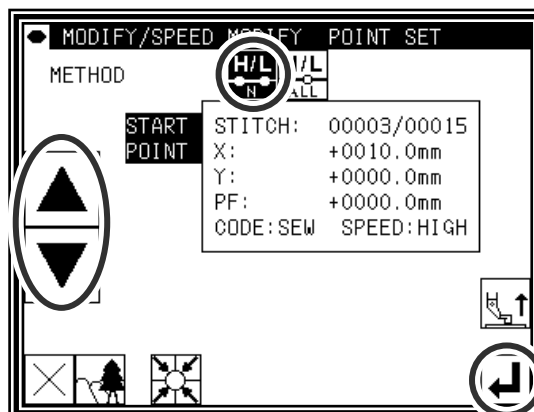 MODIFY/SPEED MODIFY POINT SET
METHOD
H/L
N
H/L
ALL
START
POINT
STITCH: 00003/00015
X: +0010.0mm
Y: +0000.0mm
PF: +0000.0mm
CODE:SEW SPEED:HIGH